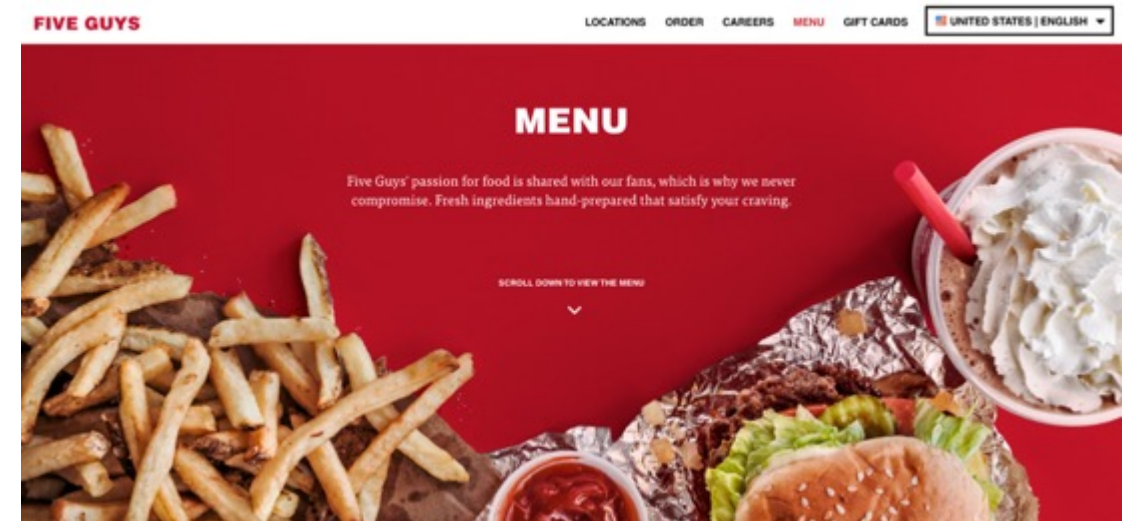 FIVE GUYS
LOCATIONS ORDER CAREERS MENU GIFT CARDS UNITED STATES | ENGLISH
MENU
Five Guys' passion for food is shared with our fans, which is why we never
compromise. Fresh ingredients hand-prepared that satisfy your craving.
SCROLL DOWN TO VIEW THE MENU